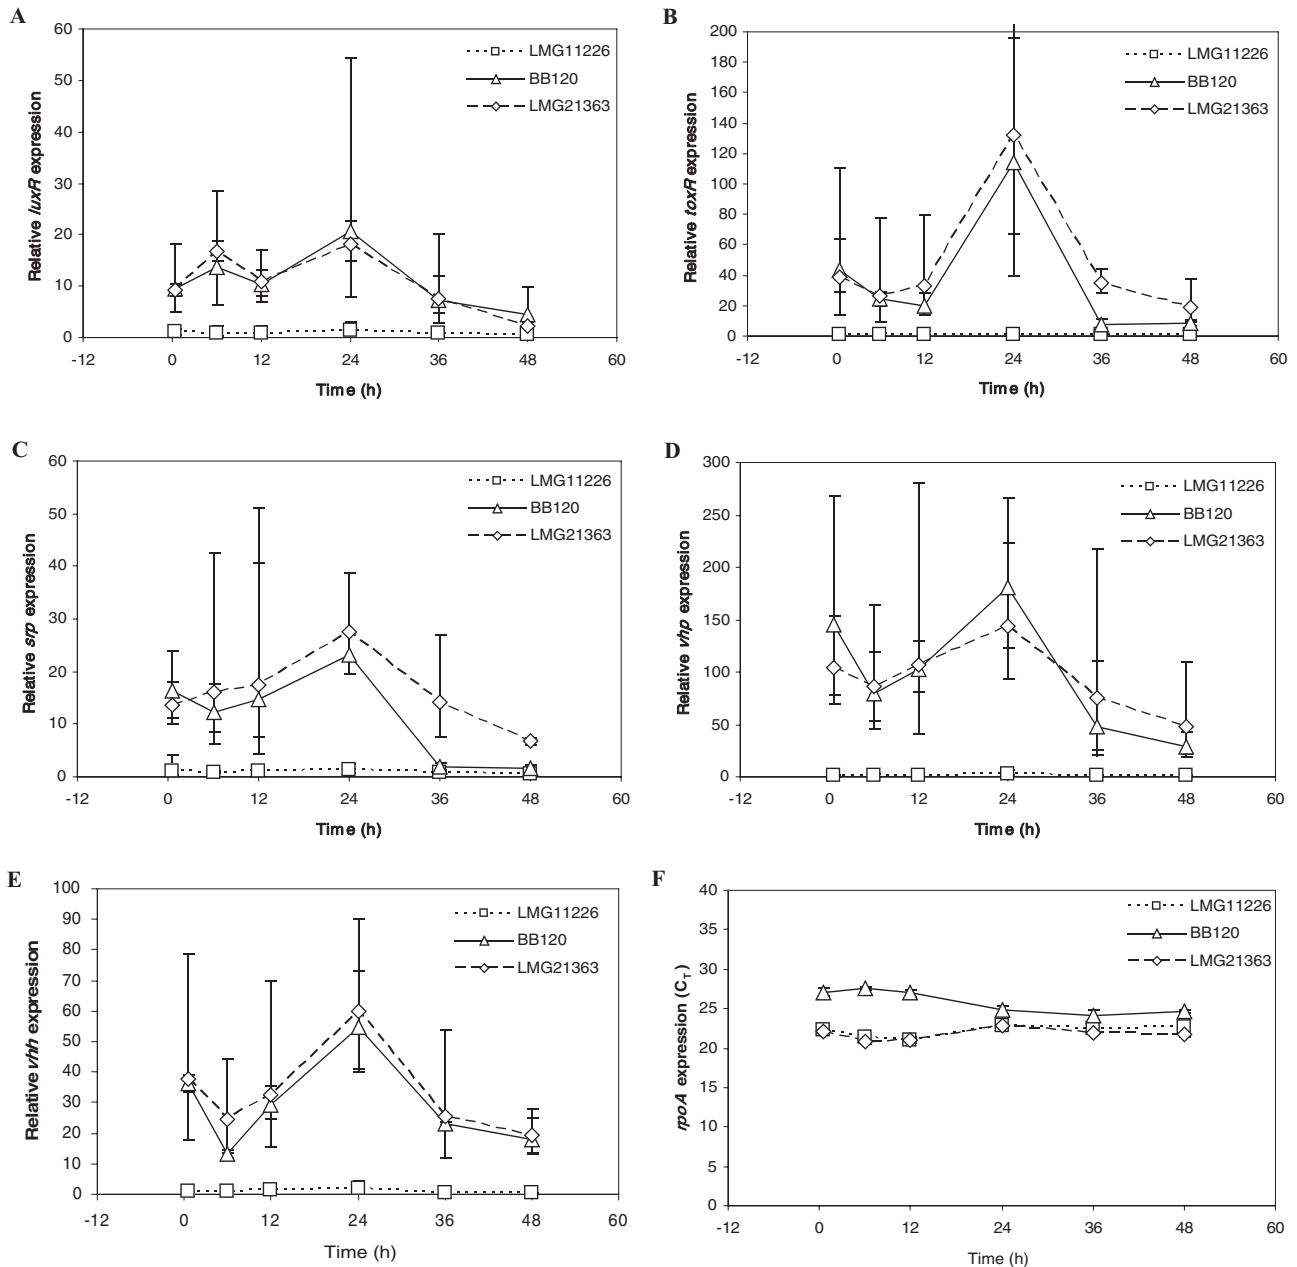 A
Relative luxR expression
60
50
40
30
20
10
0
-12 0 12 24 36 48 60
Time (h)
LMG11226
BB120
LMG21363
B
Relative toxR expression
200
180
160
140
120
100
80
60
40
20
0
-12 0 12 24 36 48 60
Time (h)
LMG11226
BB120
LMG21363
C
Relative srp expression
60
50
40
30
20
10
0
-12 0 12 24 36 48 60
Time (h)
LMG11226
BB120
LMG21363
D
Relative vhp expression
300
250
200
150
100
50
0
-12 0 12 24 36 48 60
Time (h)
LMG11226
BB120
LMG21363
E
Relative vhh expression
100
90
80
70
60
50
40
30
20
10
0
-12 0 12 24 36 48 60
Time (h)
LMG11226
BB120
LMG21363
F
rpoA expression (CT)
40
35
30
25
20
15
10
5
0
-12 0 12 24 36 48 60
Time (h)
LMG11226
BB120
LMG21363